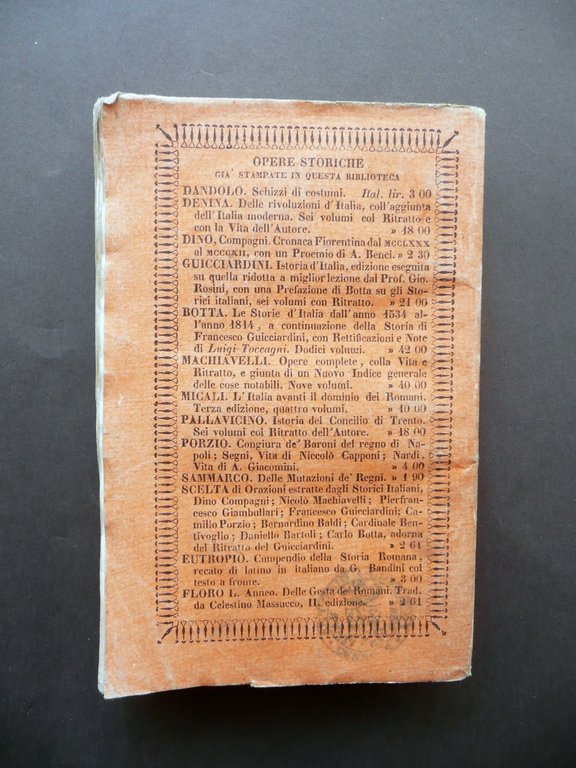 OPERE STORICHE
GIA' STAMPATE IN QUESTA BIBLIOTECA
DANDOLO. Schizzi di costumi. Ital. lir. 3 00
DENINA. Delle rivoluzioni d'Italia, coll'aggiunta
dell'Italia moderna. Sei volumi col Ritratto e
con la Vita dell'Autore. » 18 00
DINO, Compagni. Cronaca Fiorentina dal MCCLXXX
al MCCCXII, con un Proemio di A. Benci. » 2 30
GUICCIARDINI. Istoria d'Italia, edizione eseguita
su quella ridotta a miglior lezione dal Prof. Gio.
Rosini, con una Prefazione di Botta su gli Sto-
rici italiani, sei volumi con Ritratto. » 21 00
BOTTA. Le Storie d'Italia dall'anno 1534 al-
l'anno 1814, a continuazione della Storia di
Francesco Guicciardini, con Rettificazioni e Note
di Luigi Toccagni. Dodici volumi. » 42 00
MACHIAVELLI. Opere complete, colla Vita e
Ritratto, e giunta di un Nuovo Indice generale
delle cose notabili. Nove volumi. » 40 00
MICALI. L'Italia avanti il dominio dei Romani.
Terza edizione, quattro volumi. » 10 00
PALLAVICINO. Istoria del Concilio di Trento.
Sei volumi col Ritratto dell'Autore. » 18 00
PORZIO. Congiura de' Baroni del regno di Na-
poli; Segni, Vita di Niccolò Capponi; Nardi,
Vita di A. Giacomini. » 4 00
SAMMARCO. Delle Mutazioni de' Regni. » 1 90
SCELTA di Orazioni estratte dagli Storici Italiani,
Dino Compagni; Nicolò Machiavelli; Pierfran-
cesco Giambullari; Francesco Guicciardini; Ca-
millo Porzio; Bernardino Baldi; Cardinale Ben-
tivoglio; Daniello Bartoli; Carlo Botta, adorna
del Ritratto del Guicciardini. » 2 61
EUTROPIO. Compendio della Storia Romana,
recato di latino in italiano da G. Bandini col
testo a fronte. » 3 00
FLORO L. Anneo. Delle Gesta de' Romani. Trad.
da Celestino Massucco, II. edizione. » 2 61